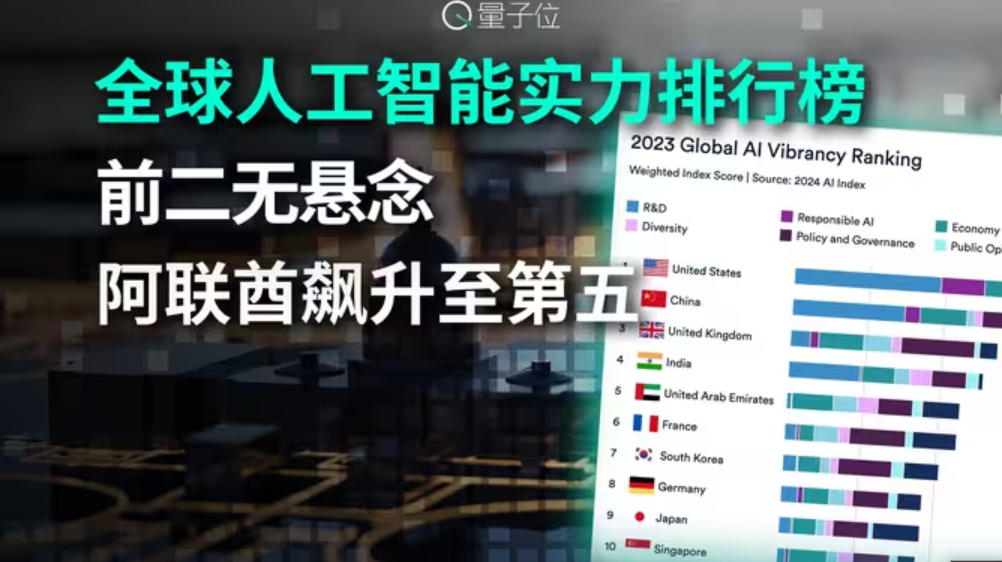 量子位
全球人工智能实力排行榜
前二无悬念
阿联酋飙升至第五
2023 Global AI Vibrancy Ranking
Weighted Index Score | Source: 2024 AI Index
R&D
Responsible AI
Economy
Diversity
Policy and Governance
Public Op
United States
China
3 United Kingdom
4 India
5 United Arab Emirates
6 France
7 South Korea
8 Germany
9 Japan
10 Singapore